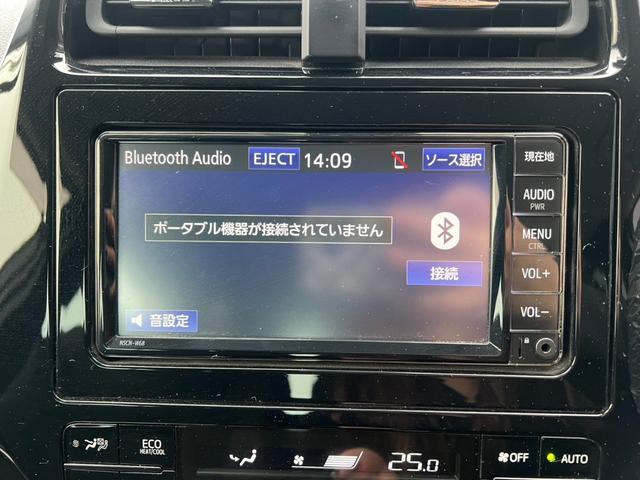 Bluetooth Audio EJECT 14:09 ソース選択
現在地
AUDIO
PWR
ポータブル機器が接続されていません
MENU
CTRL
接続
VOL+
音設定
VOL-
NSCN-W68
ECO
HEAT/COOL
25.0
OFF
AUTO